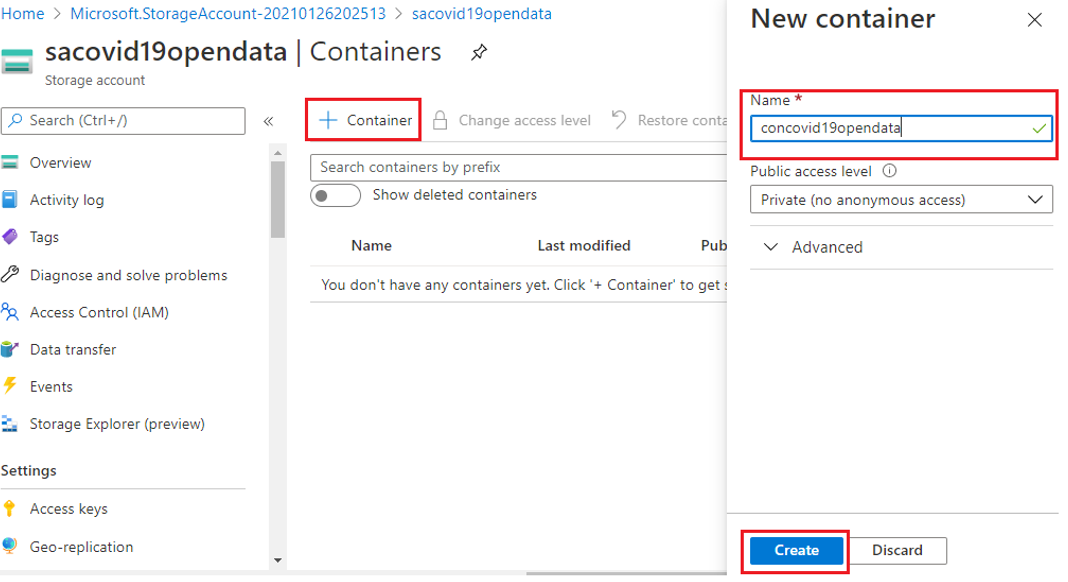 Home > Microsoft.StorageAccount-20210126202513 > sacovid19opendata
sacovid19opendata | Containers
Storage account
Search (Ctrl+/)
«
Overview
Activity log
Tags
Diagnose and solve problems
Access Control (IAM)
Data transfer
Events
Storage Explorer (preview)
Settings
Access keys
Geo-replication
+ Container
Change access level
Restore conta
Search containers by prefix
Show deleted containers
Name Last modified Pub
You don't have any containers yet. Click '+ Container' to get s
New container
Name *
concovid19opendata
Public access level
Private (no anonymous access)
Advanced
Create Discard